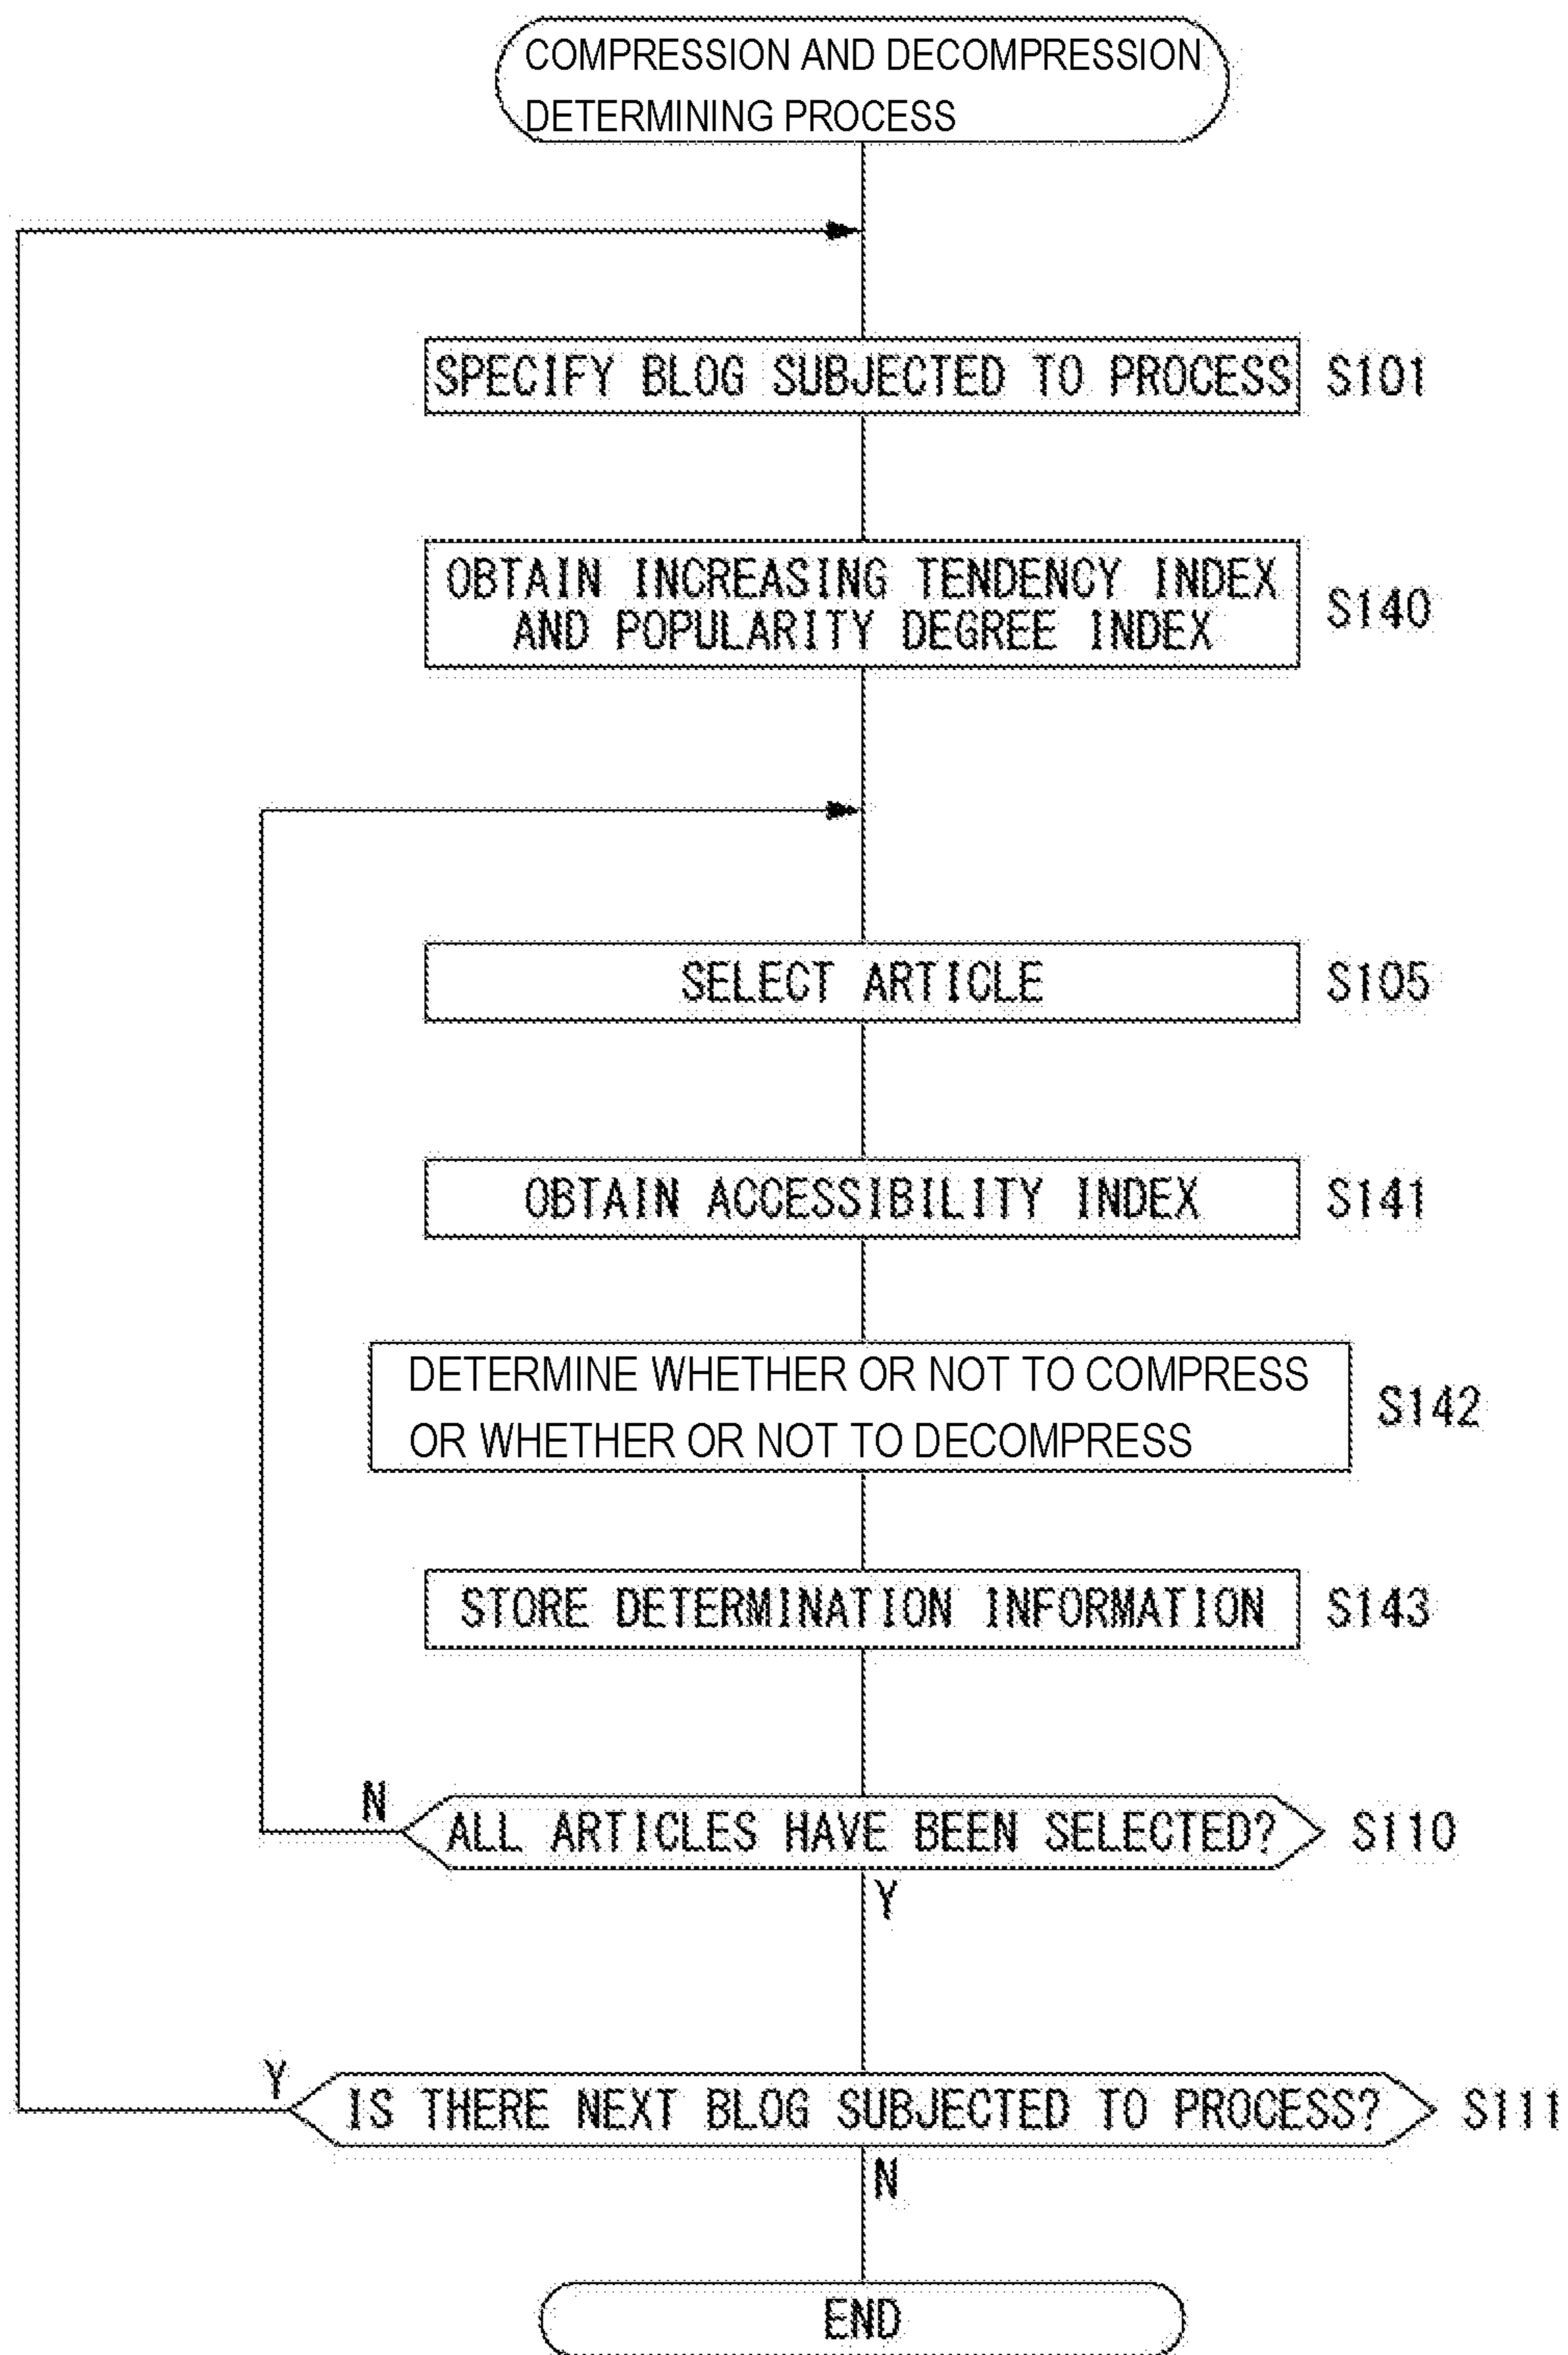 COMPRESSION AND DECOMPRESSION
DETERMINING PROCESS
SPECIFY BLOG SUBJECTED TO PROCESS S101
OBTAIN INCREASING TENDENCY INDEX
AND POPULARITY DEGREE INDEX
S140
SELECT ARTICLE S105
OBTAIN ACCESSIBILITY INDEX S141
DETERMINE WHETHER OR NOT TO COMPRESS
OR WHETHER OR NOT TO DECOMPRESS
S142
STORE DETERMINATION INFORMATION S143
N
ALL ARTICLES HAVE BEEN SELECTED? S110
Y
Y
IS THERE NEXT BLOG SUBJECTED TO PROCESS? S111
N
END